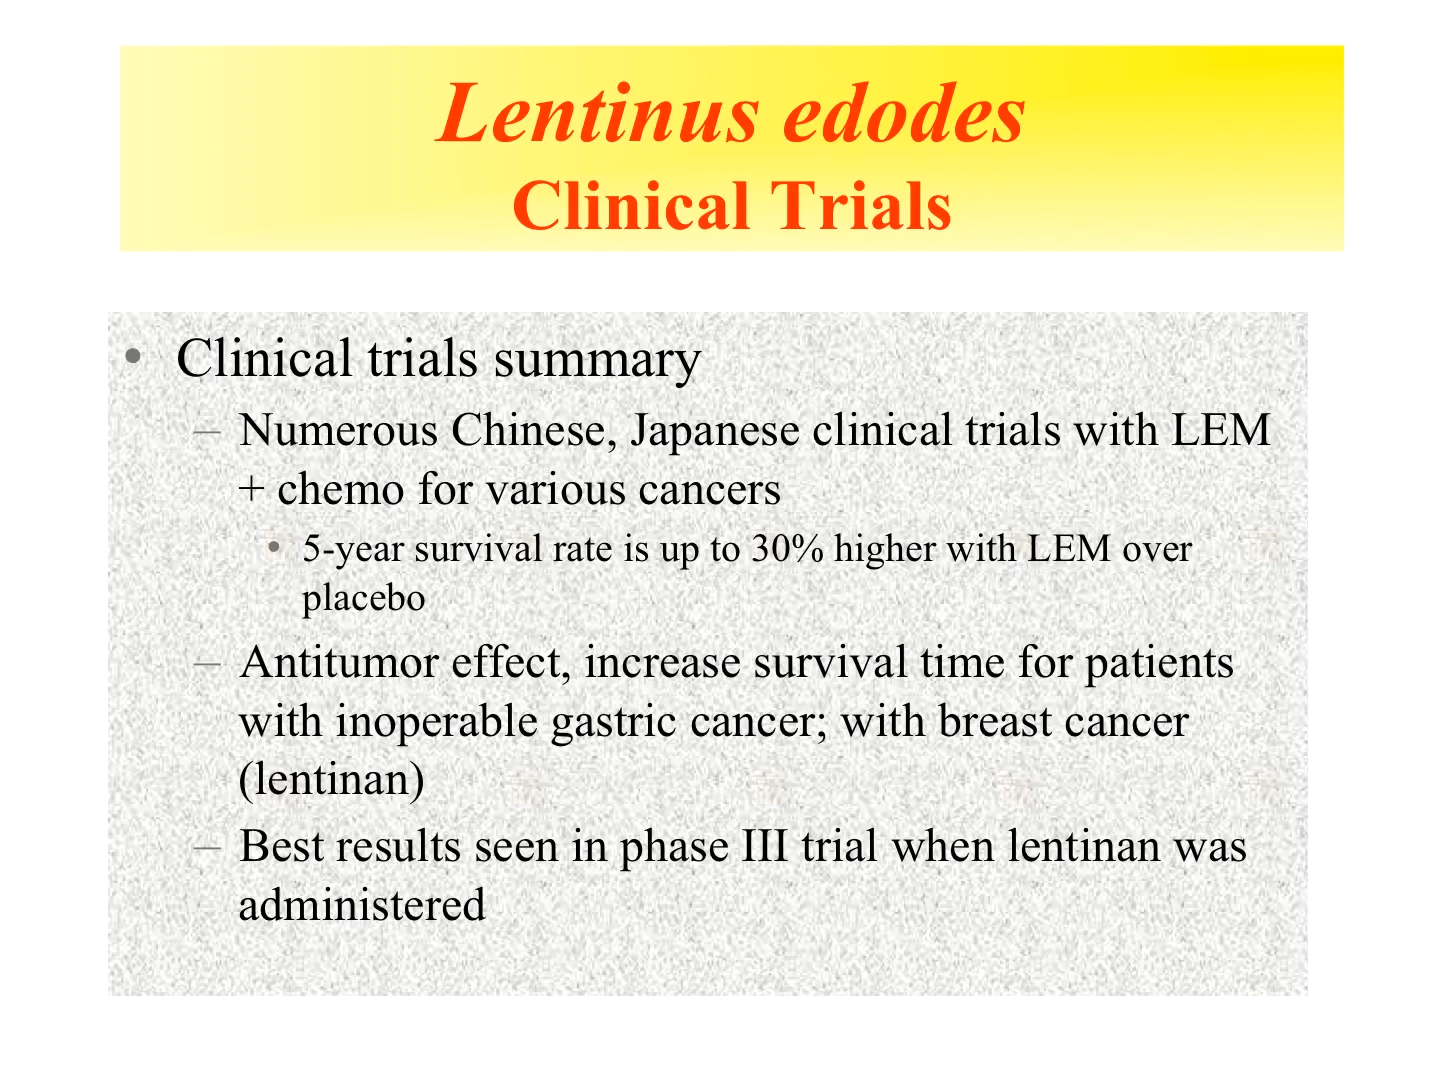 Lentinus edodes
Clinical Trials
• Clinical trials summary
– Numerous Chinese, Japanese clinical trials with LEM
+ chemo for various cancers
• 5-year survival rate is up to 30% higher with LEM over
placebo
– Antitumor effect, increase survival time for patients
with inoperable gastric cancer; with breast cancer
(lentinan)
– Best results seen in phase III trial when lentinan was
administered